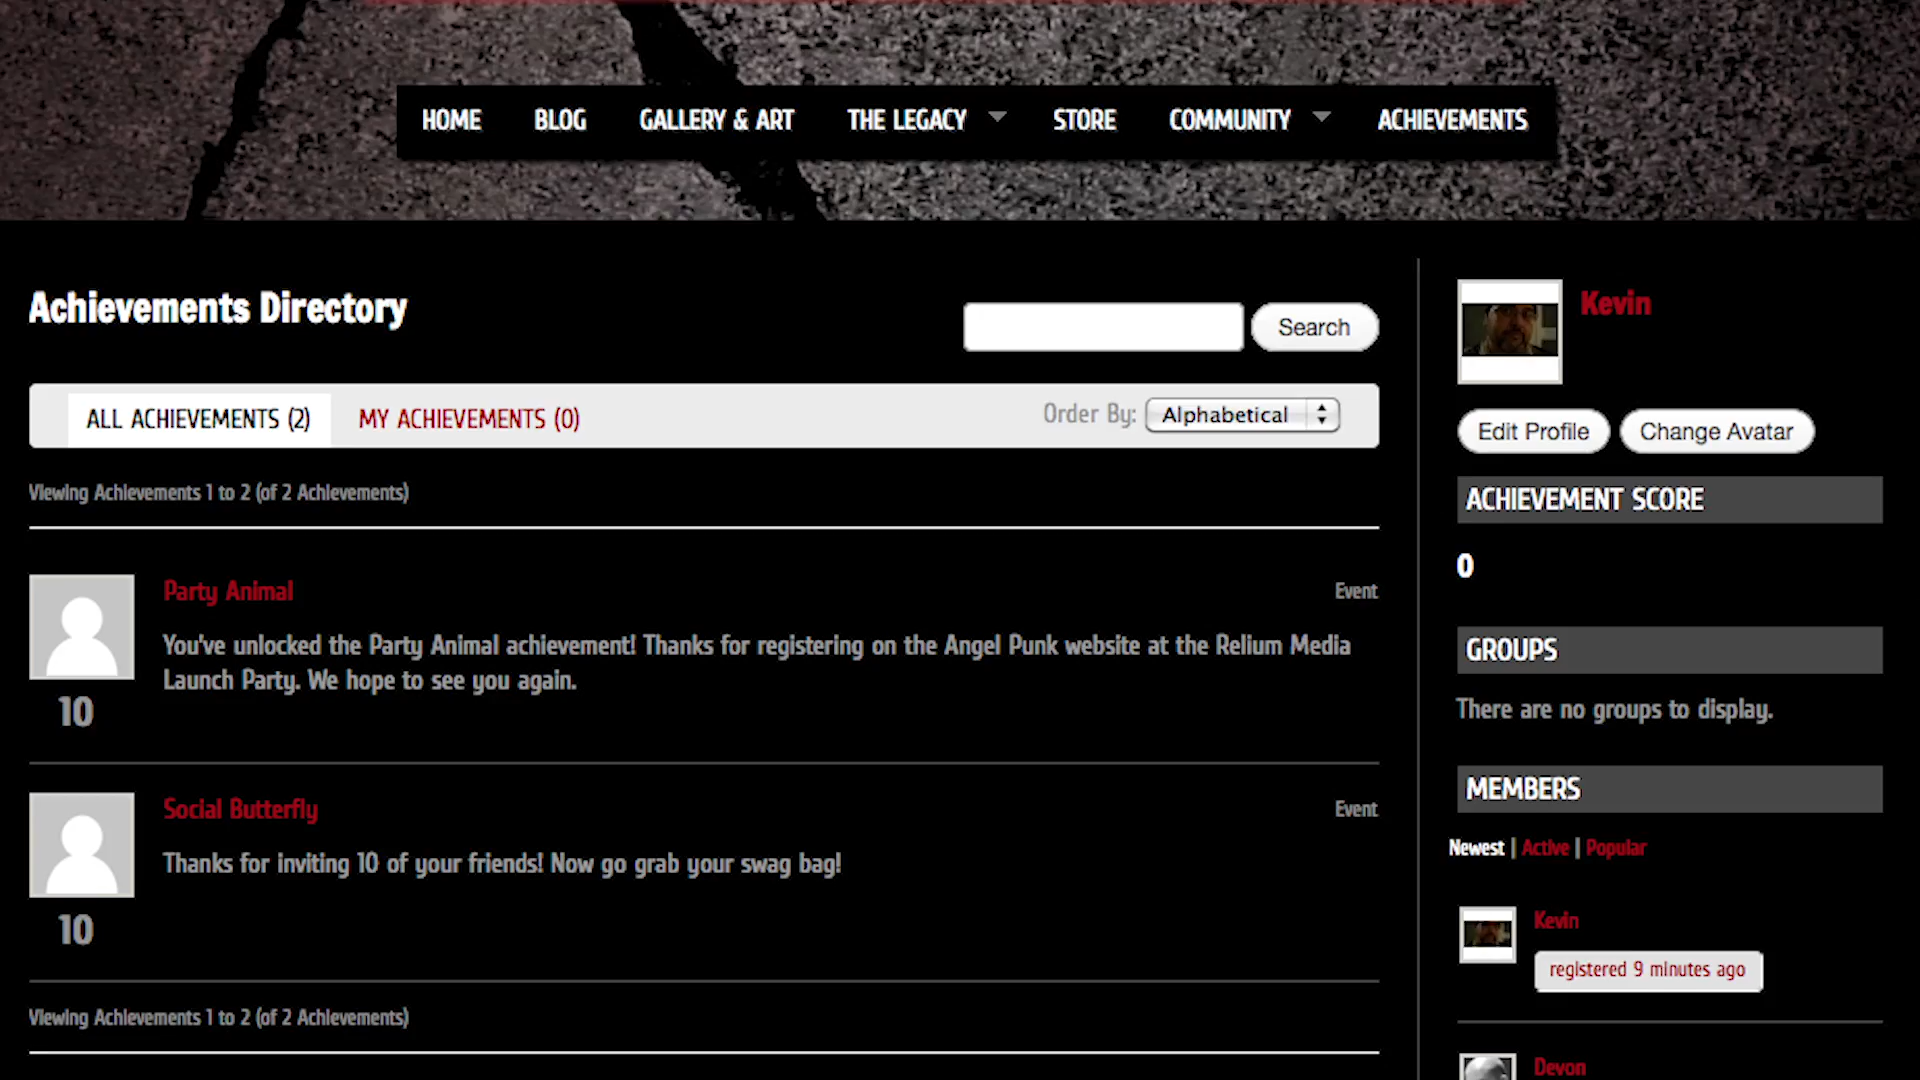 HOME BLOG GALLERY & ART THE LEGACY STORE COMMUNITY ACHIEVEMENTS
Achievements Directory
Search
ALL ACHIEVEMENTS (2) MY ACHIEVEMENTS (0) Order By: Alphabetical
Viewing Achievements 1 to 2 (of 2 Achievements)
Party Animal Event
You've unlocked the Party Animal achievement! Thanks for registering on the Angel Punk website at the Relium Media
Launch Party. We hope to see you again.
10
Social Butterfly Event
Thanks for inviting 10 of your friends! Now go grab your swag bag!
10
Viewing Achievements 1 to 2 (of 2 Achievements)
Kevin
Edit Profile Change Avatar
ACHIEVEMENT SCORE
0
GROUPS
There are no groups to display.
MEMBERS
Newest | Active | Popular
Kevin
registered 9 minutes ago
Devon